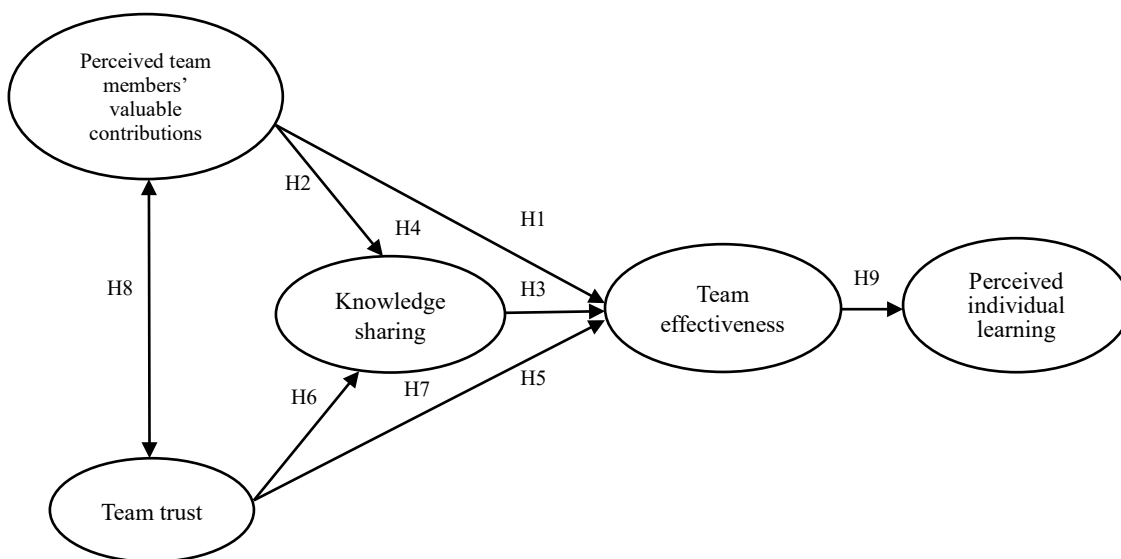 Perceived team
members’
valuable
contributions
H2
H1
H4
H8
Knowledge
sharing
H3
Team
effectiveness
H9
Perceived
individual
learning
H6
H7
H5
Team trust